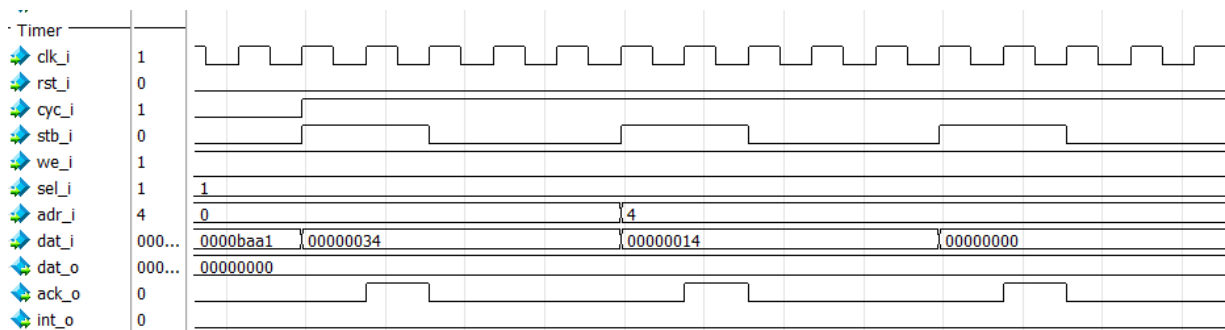 Timer
clk_i 1
rst_i 0
cyc_i 1
stb_i 0
we_i 1
sel_i 1 1
adr_i 4 0 4
dat_i 000... 0000baa1 00000034 00000014 00000000
dat_o 000... 00000000
ack_o 0
int_o 0